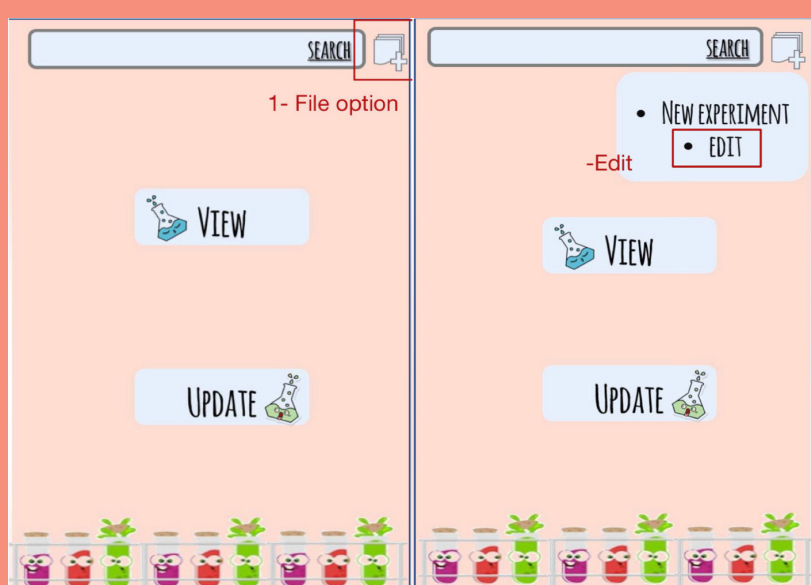 SEARCH
1- File option
VIEW
UPDATE
SEARCH
• NEW EXPERIMENT
• EDIT
-Edit
VIEW
UPDATE